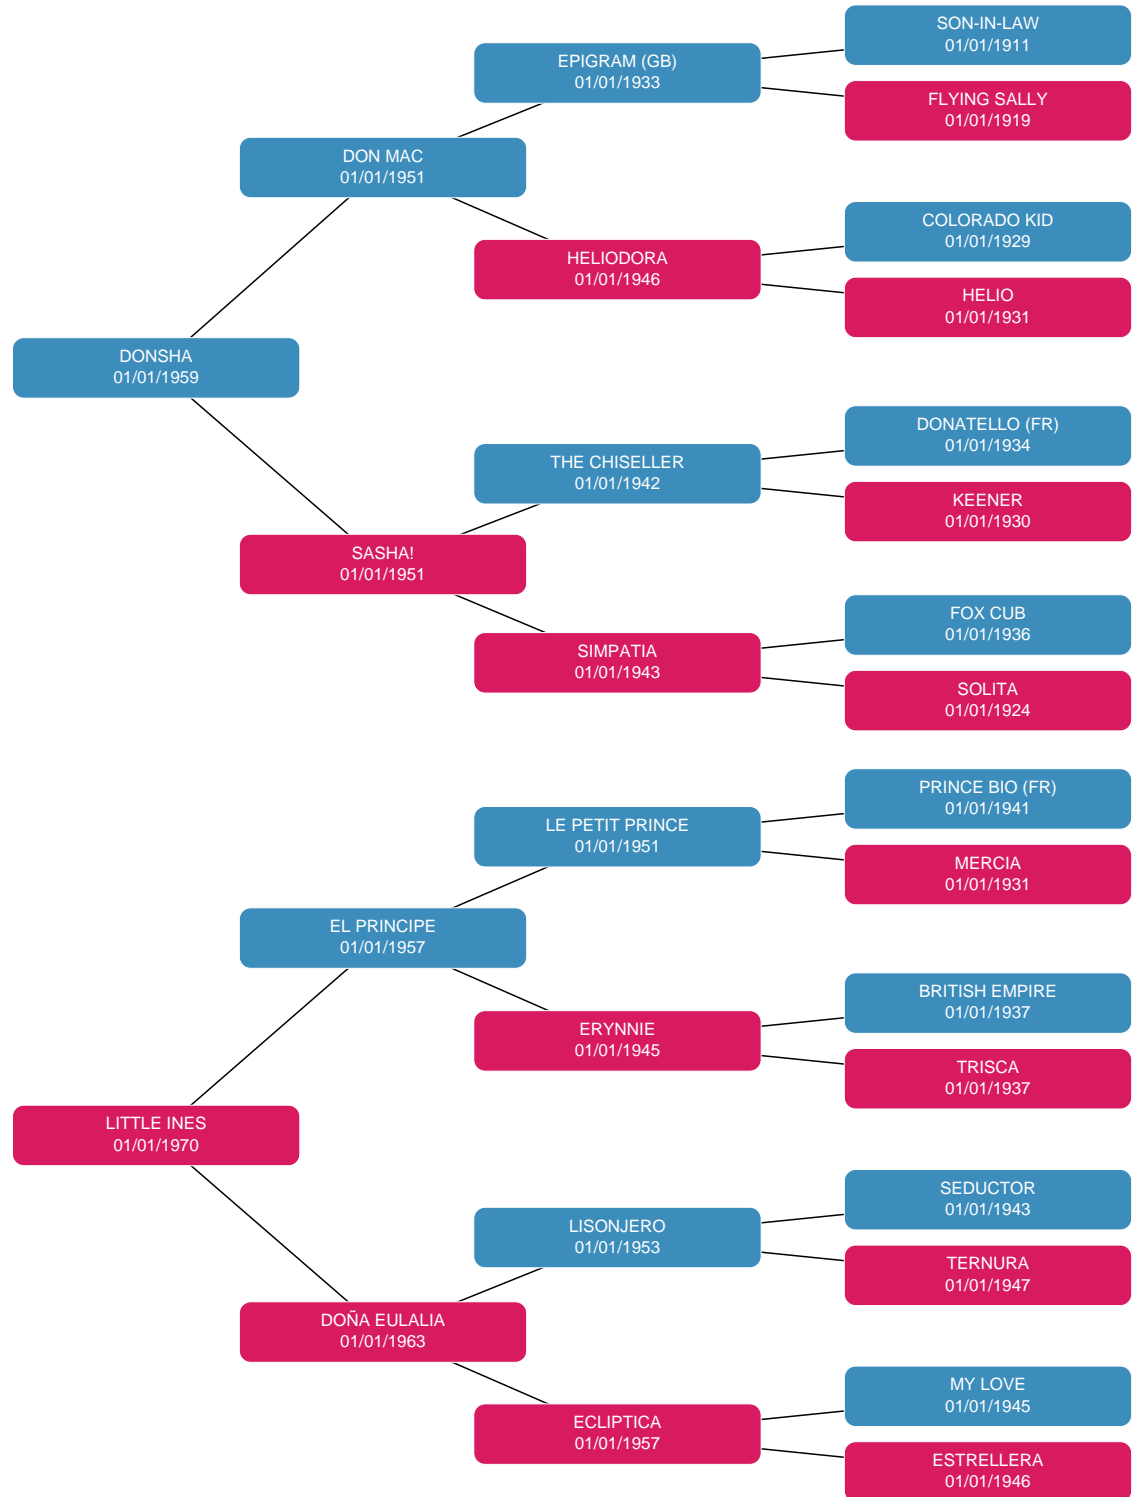 SON-IN-LAW
01/01/1911
EPIGRAM (GB)
01/01/1933
FLYING SALLY
01/01/1919
DON MAC
01/01/1951
COLORADO KID
01/01/1929
HELIODORA
01/01/1946
HELIO
01/01/1931
DONSHA
01/01/1959
DONATELLO (FR)
01/01/1934
THE CHISELLER
01/01/1942
KEENER
01/01/1930
SASHA!
01/01/1951
FOX CUB
01/01/1936
SIMPATIA
01/01/1943
SOLITA
01/01/1924
PRINCE BIO (FR)
01/01/1941
LE PETIT PRINCE
01/01/1951
MERCIA
01/01/1931
EL PRINCIPE
01/01/1957
BRITISH EMPIRE
01/01/1937
ERYNNIE
01/01/1945
TRISCA
01/01/1937
LITTLE INES
01/01/1970
SEDUCTOR
01/01/1943
LISONJERO
01/01/1953
TERNURA
01/01/1947
DOÑA EULALIA
01/01/1963
MY LOVE
01/01/1945
ECLIPTICA
01/01/1957
ESTRELLERA
01/01/1946